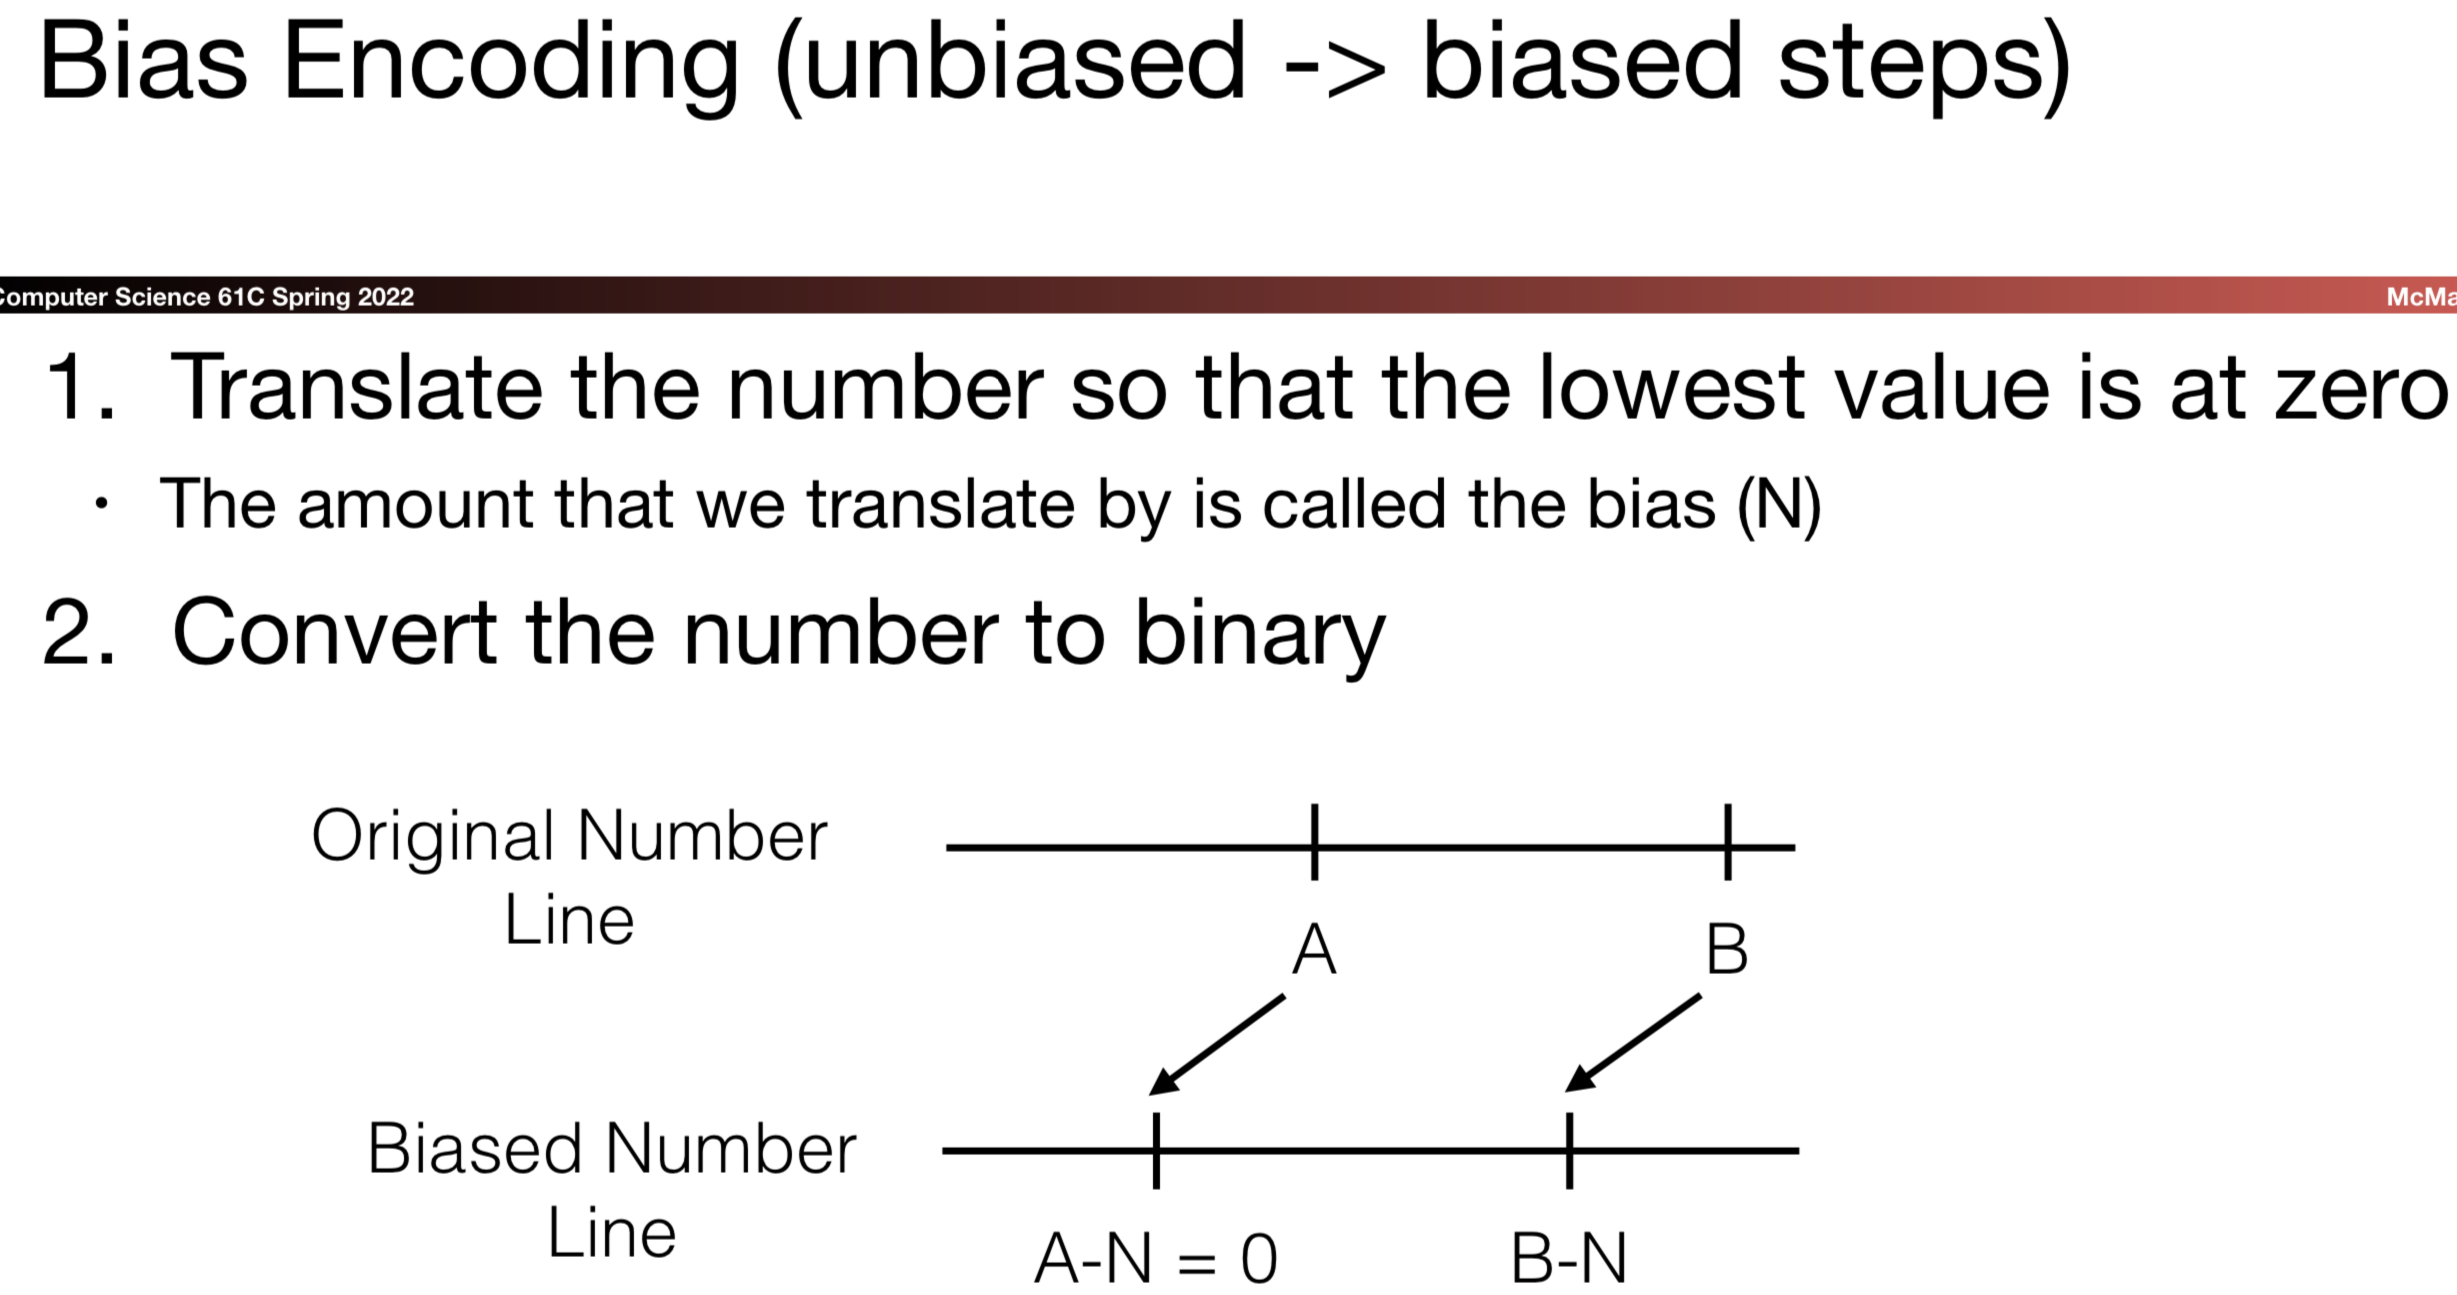 Bias Encoding (unbiased -> biased steps)
Computer Science 61C Spring 2022
1. Translate the number so that the lowest value is at zero
• The amount that we translate by is called the bias (N)
2. Convert the number to binary
Original Number
Line
A
B
Biased Number
Line
A-N = 0
B-N